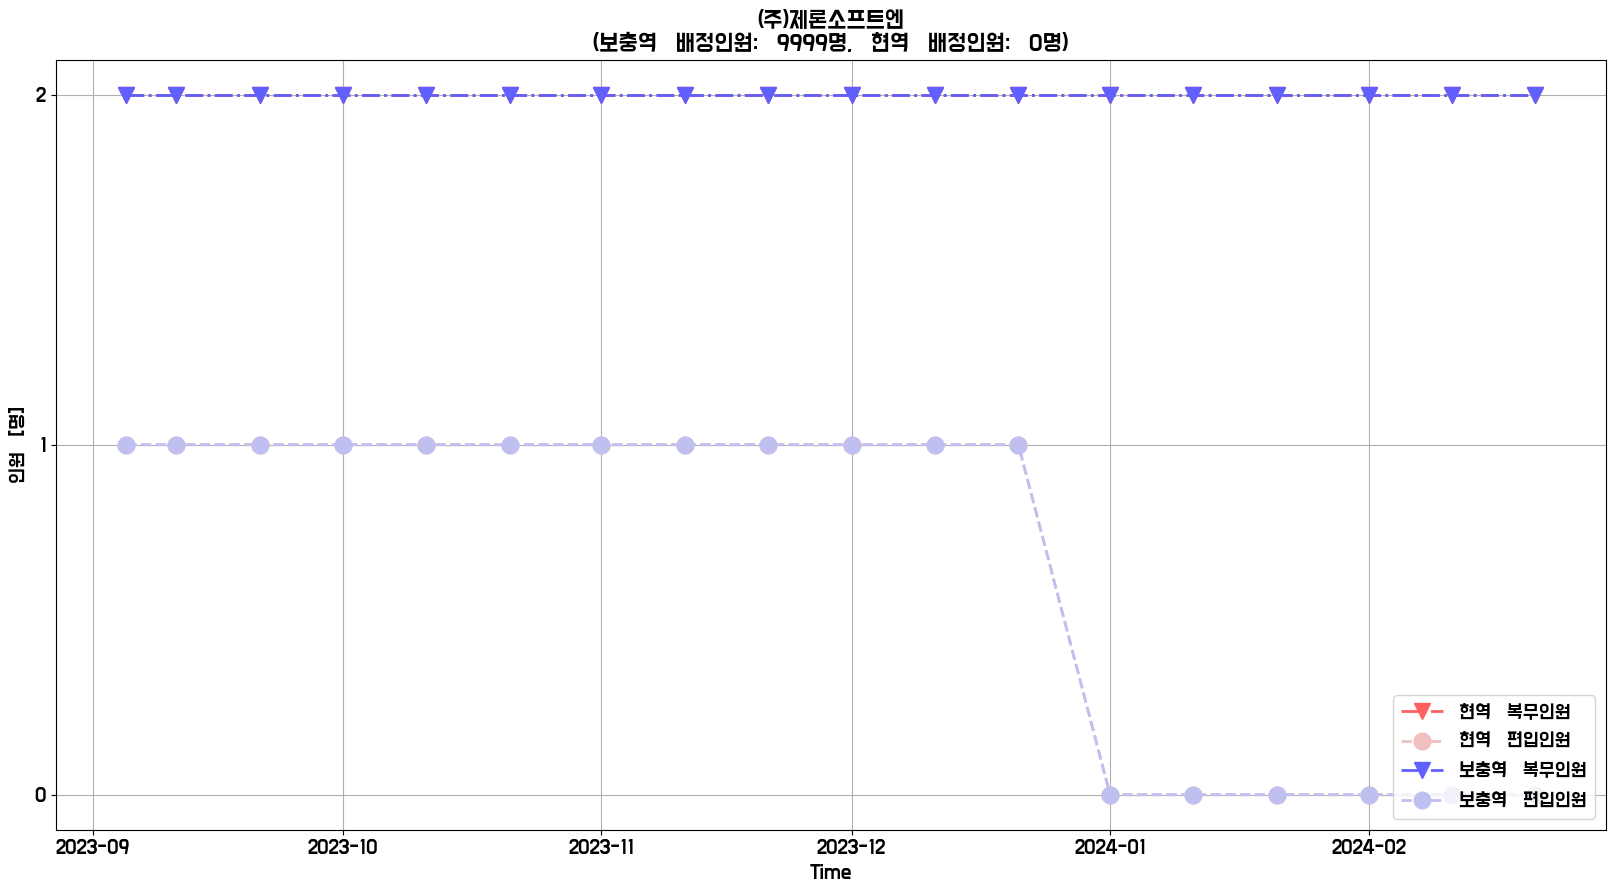 (주)제론소프트엔
(보충역 배정인원: 9999명, 현역 배정인원: 0명)
2
1
0
인원 [명]
2023-09
2023-10
2023-11
2023-12
2024-01
2024-02
Time
현역 복무인원
현역 편입인원
보충역 복무인원
보충역 편입인원